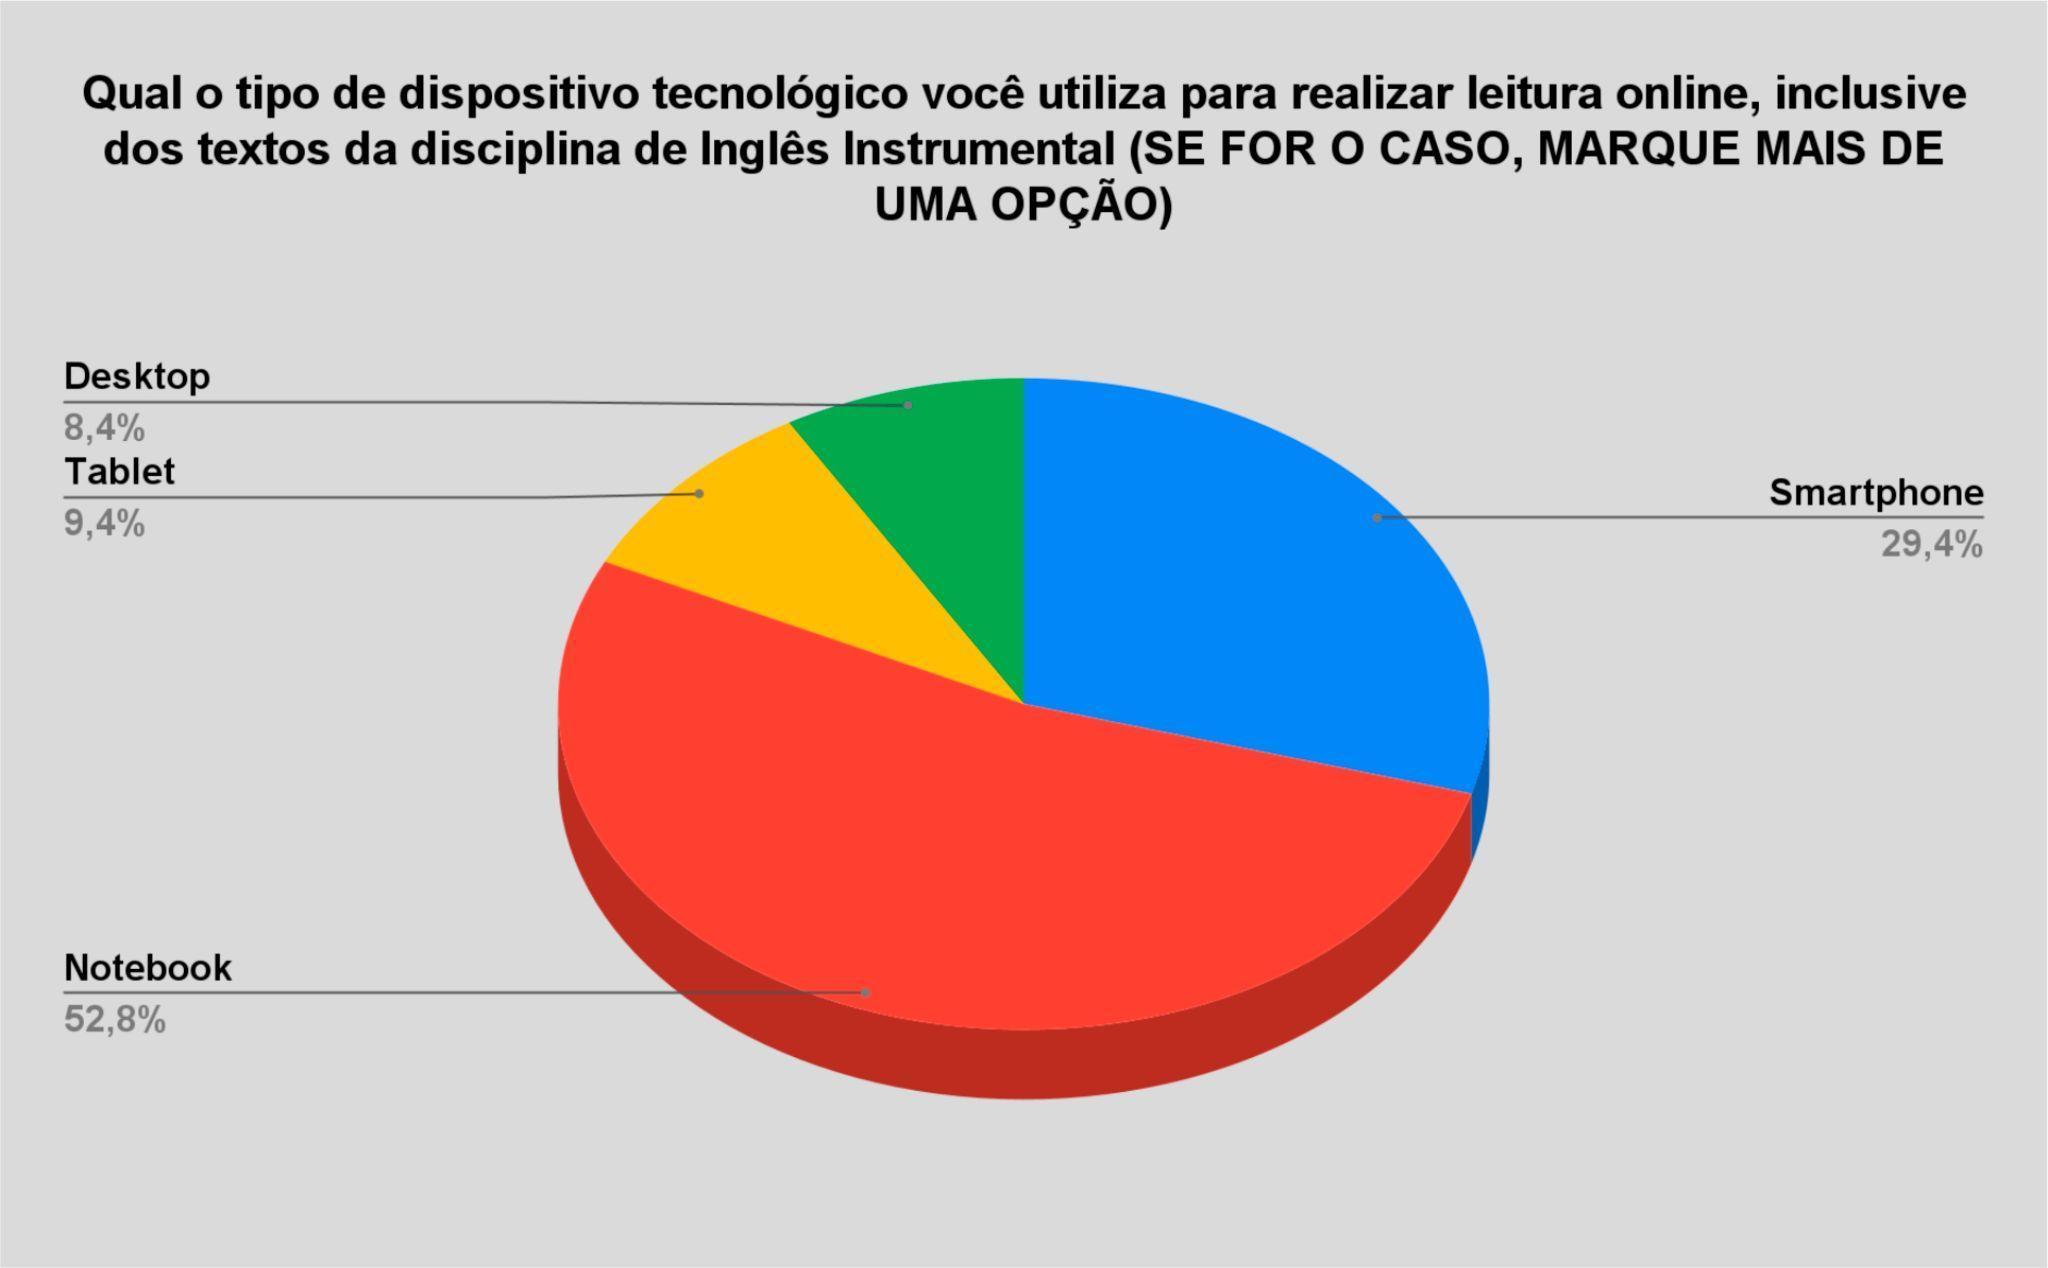 Qual o tipo de dispositivo tecnológico você utiliza para realizar leitura online, inclusive
dos textos da disciplina de Inglês Instrumental (SE FOR O CASO, MARQUE MAIS DE
UMA OPÇÃO)
Desktop
8,4%
Tablet
9,4%
Smartphone
29,4%
Notebook
52,8%